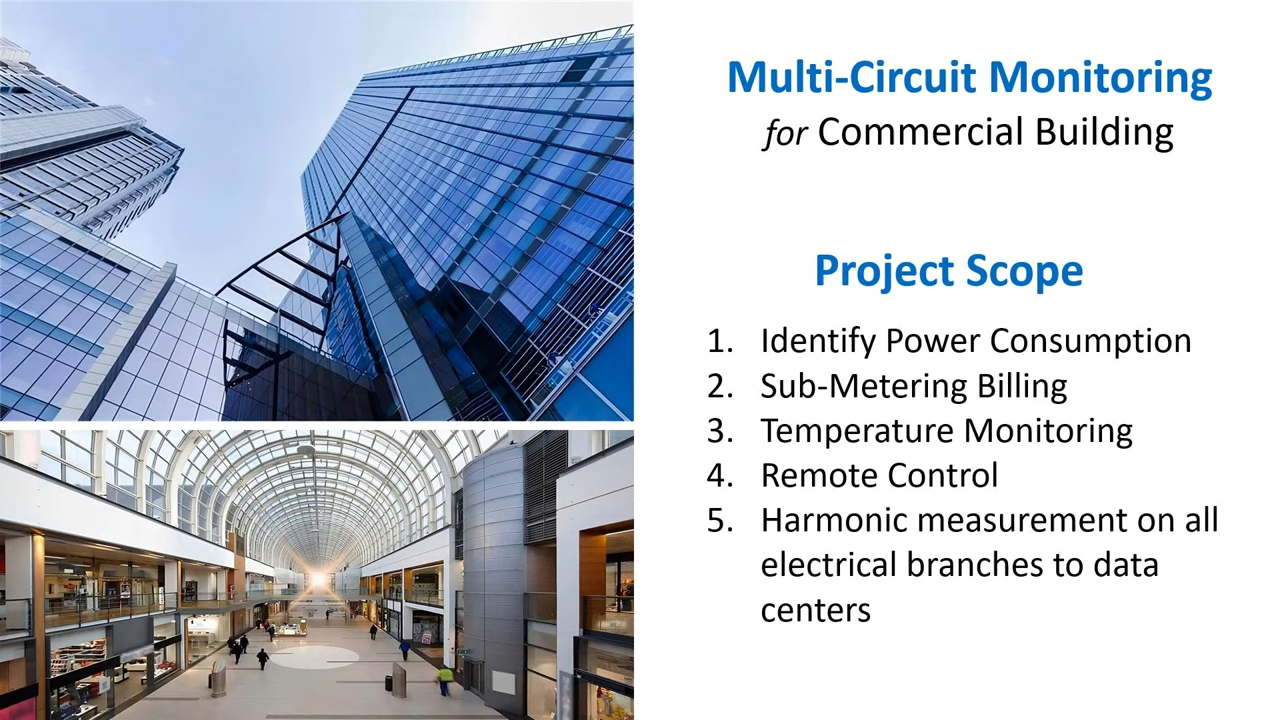 Multi-Circuit Monitoring
for Commercial Building
Project Scope
1. Identify Power Consumption
2. Sub-Metering Billing
3. Temperature Monitoring
4. Remote Control
5. Harmonic measurement on all
electrical branches to data
centers